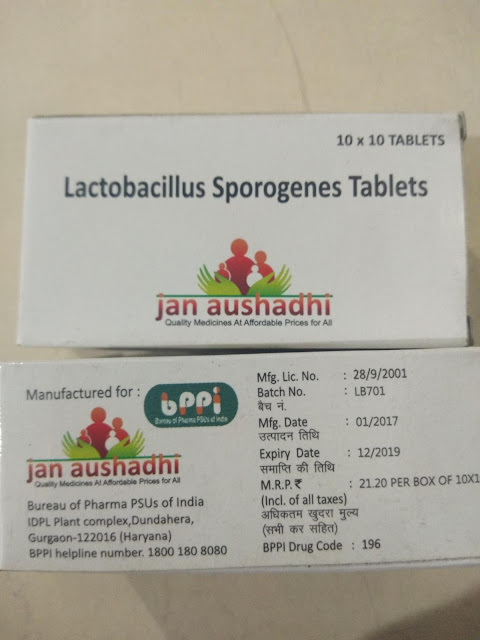 10 x 10 TABLETS
Lactobacillus Sporogenes Tablets
jan aushadhi
Quality Medicines At Affordable Prices for All
Manufactured for :
bPPI
Bureau of Pharma PSUs of India
jan aushadhi
Quality Medicines At Affordable Prices for All
Bureau of Pharma PSUs of India
IDPL Plant complex,Dundahera,
Gurgaon-122016 (Haryana)
BPPI helpline number. 1800 180 8080
Mfg. Lic. No. : 28/9/2001
Batch No. : LB701
बैच नं.
Mfg. Date : 01/2017
उत्पादन तिथि
Expiry Date : 12/2019
समाप्ति की तिथि
M.R.P.₹ : 21.20 PER BOX OF 10X1
(Incl. of all taxes)
अधिकतम खुदरा मुल्य
(सभी कर सहित)
BPPI Drug Code : 196